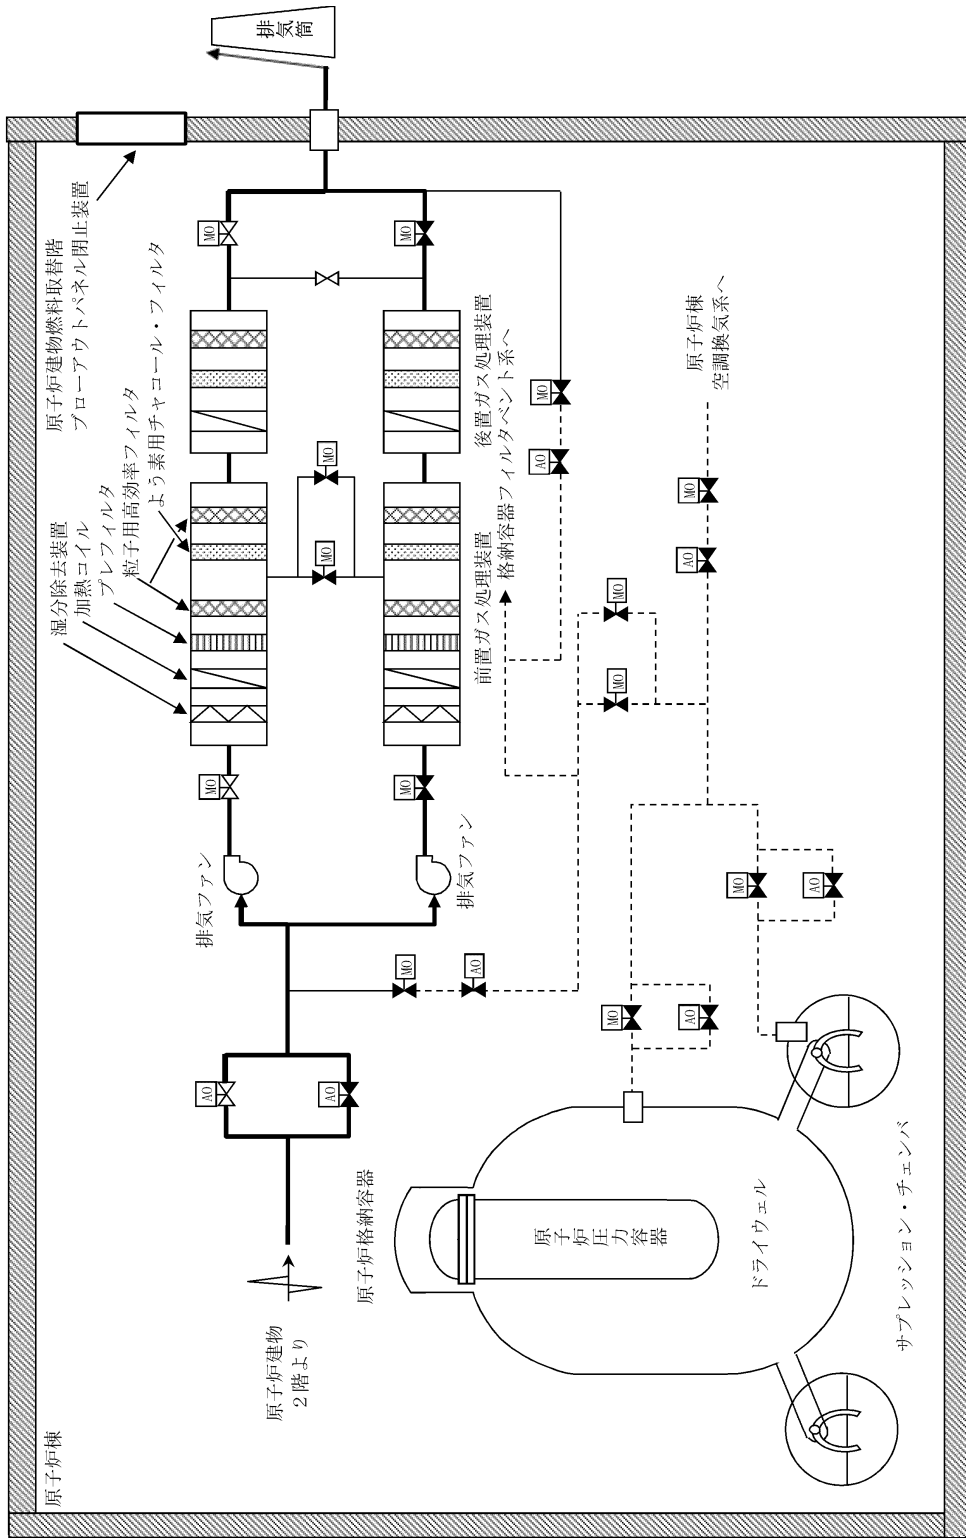 排気筒
原子炉建物燃料取替階
ブローアウトパネル閉止装置
湿分除去装置
加熱コイル
プレフィルタ
粒子用高効率フィルタ
よう素用チャコール・フィルタ
MO
MO
MO
MO
MO
MO
後置ガス処理装置
前置ガス処理装置
格納容器フィルタベント系へ
MO
AO
原子炉棟
空調換気系へ
MO
AO
MO
MO
排気ファン
排気ファン
MO
AO
MO
AO
MO
AO
AO
AO
原子炉建物
2階より
原子炉格納容器
原子炉圧力容器
ドライウェル
サプレッション・チェンバ
原子炉棟